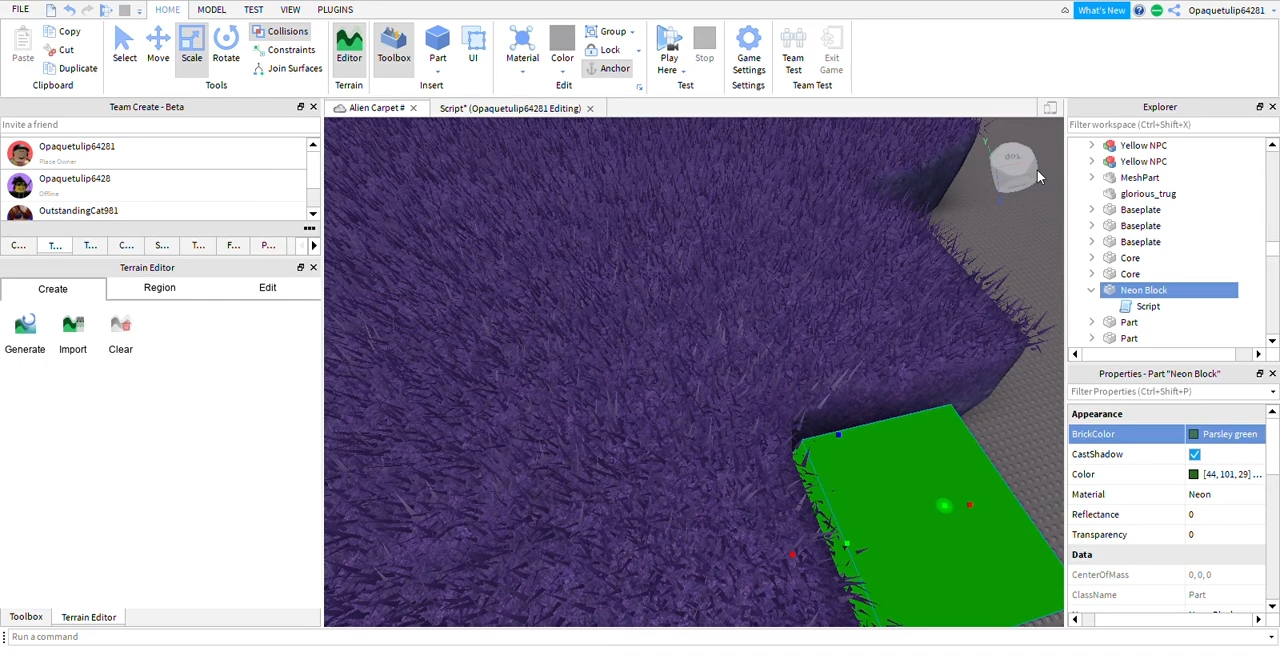 FILE HOME MODEL TEST VIEW PLUGINS What's New Opaquetulip64281
Paste Copy Cut Duplicate
Select Move Scale Rotate Collisions Constraints Join Surfaces
Editor Toolbox Part UI Material Color Group Lock Anchor
Play Here Stop Game Settings Team Test Exit Game
Clipboard Tools Terrain Insert Edit Test Settings Team Test
Team Create - Beta
Invite a friend
Opaquetulip64281
Place Owner
Opaquetulip6428
Offline
OutstandingCat981
C... T... T... C... S... T... F... P...
Terrain Editor
Create Region Edit
Generate Import Clear
Toolbox Terrain Editor
Run a command
Alien Carpet # Script* (Opaquetulip64281 Editing)
TOP
Explorer
Filter workspace (Ctrl+Shift+X)
Yellow NPC
Yellow NPC
MeshPart
glorious_trug
Baseplate
Baseplate
Baseplate
Core
Core
Neon Block
Script
Part
Part
Properties - Part "Neon Block"
Filter Properties (Ctrl+Shift+P)
Appearance
BrickColor Parsley green
CastShadow
Color [44, 101, 29] ...
Material Neon
Reflectance 0
Transparency 0
Data
CenterOfMass 0, 0, 0
ClassName Part